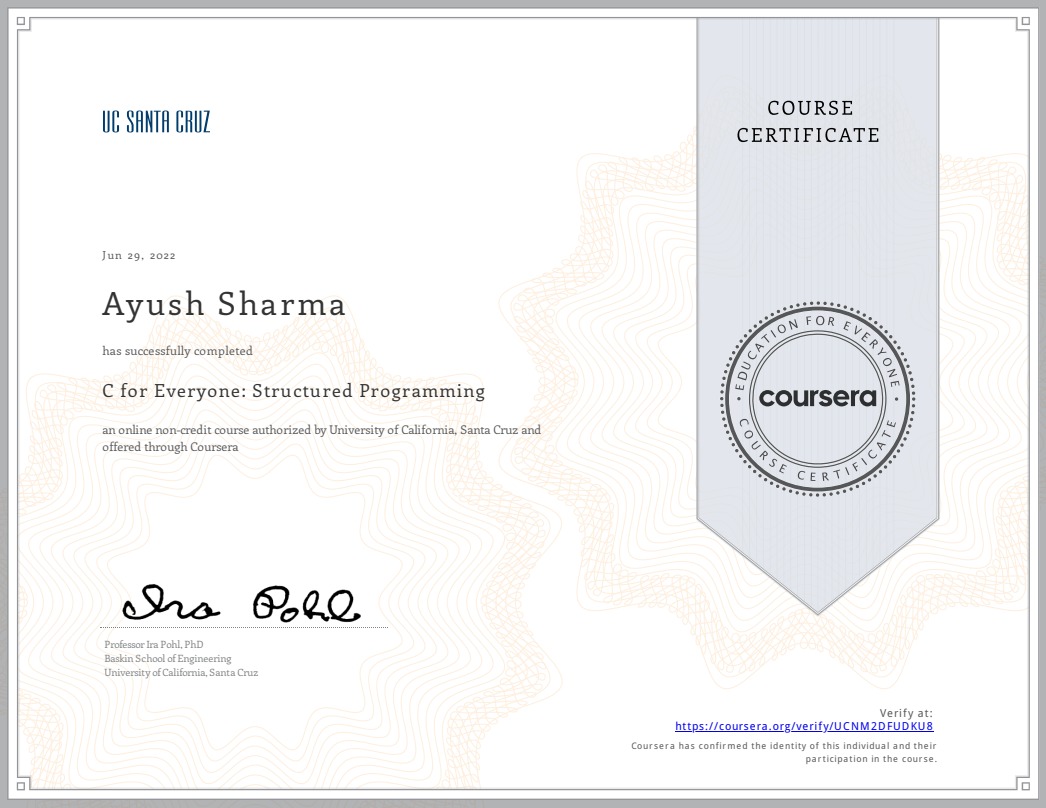 UC SANTA CRUZ
COURSE
CERTIFICATE
Jun 29, 2022
Ayush Sharma
has successfully completed
C for Everyone: Structured Programming
an online non-credit course authorized by University of California, Santa Cruz and
offered through Coursera
EDUCATION FOR EVERYONE
coursera
COURSE CERTIFICATE
Ira Pohl
Professor Ira Pohl, PhD
Baskin School of Engineering
University of California, Santa Cruz
Verify at:
https://coursera.org/verify/UCNM2DFUDKU8
Coursera has confirmed the identity of this individual and their
participation in the course.